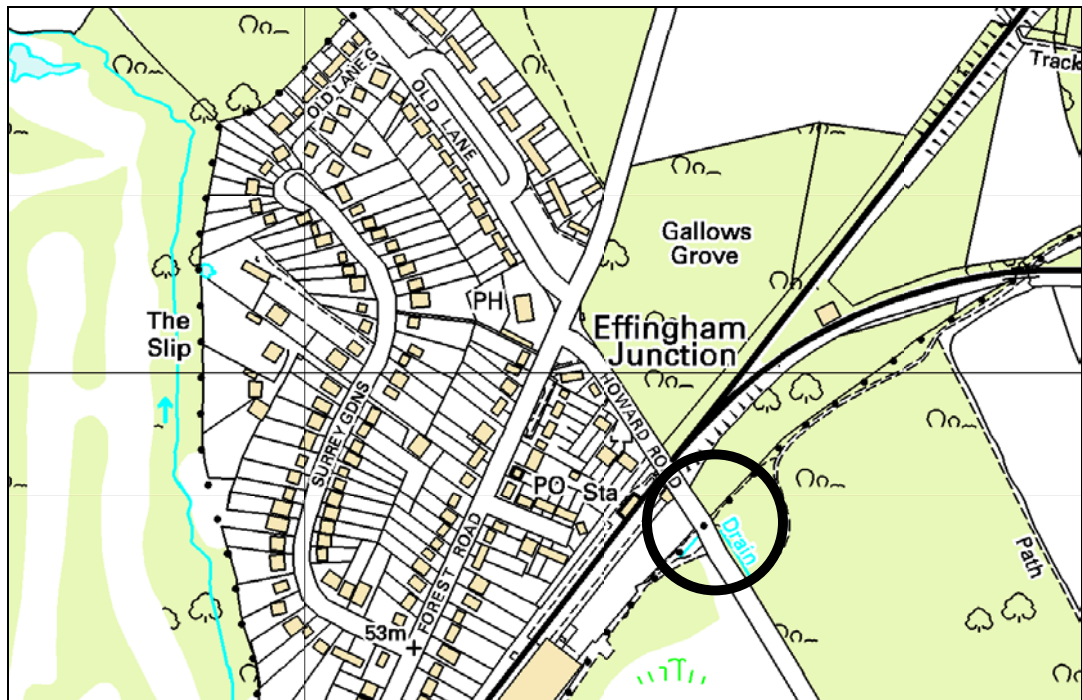 Track
OLD LANE G
OLD LANE
Gallows
Grove
PH
The
Slip
Effingham
Junction
HOWARD ROAD
SURREY GDNS
PO
Sta
FOREST ROAD
Drain
Path
53m